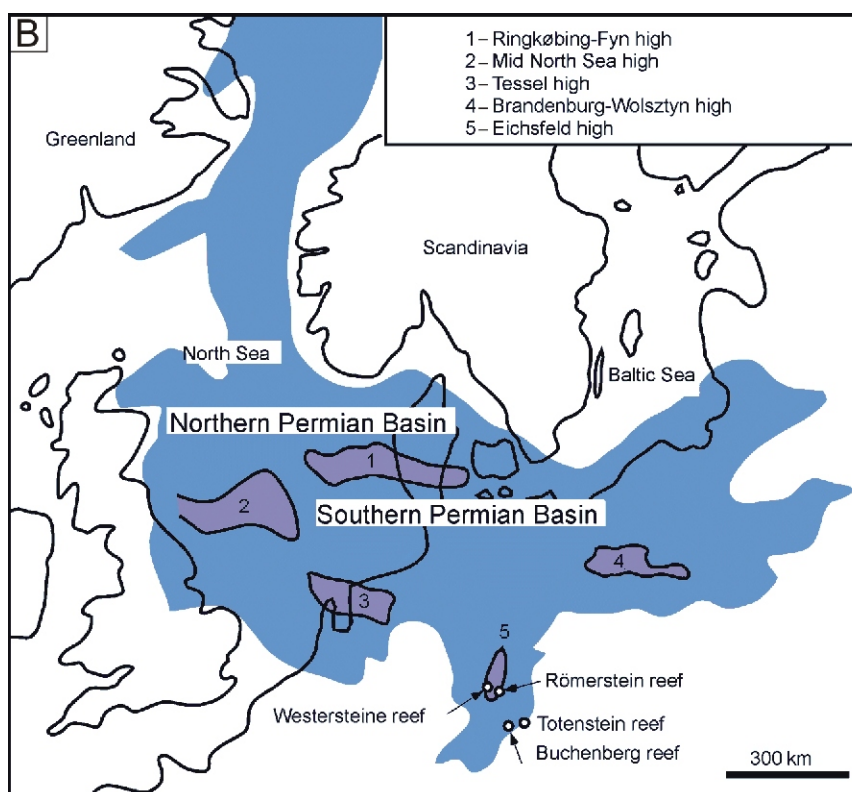 B
1– Ringkøbing-Fyn high
2– Mid North Sea high
3– Tessel high
4– Brandenburg-Wolsztyn high
5– Eichsfeld high
Greenland
Scandinavia
North Sea
Baltic Sea
Northern Permian Basin
1
2
Southern Permian Basin
4
3
5
Römerstein reef
Westersteine reef
Totenstein reef
Buchenberg reef
300 km